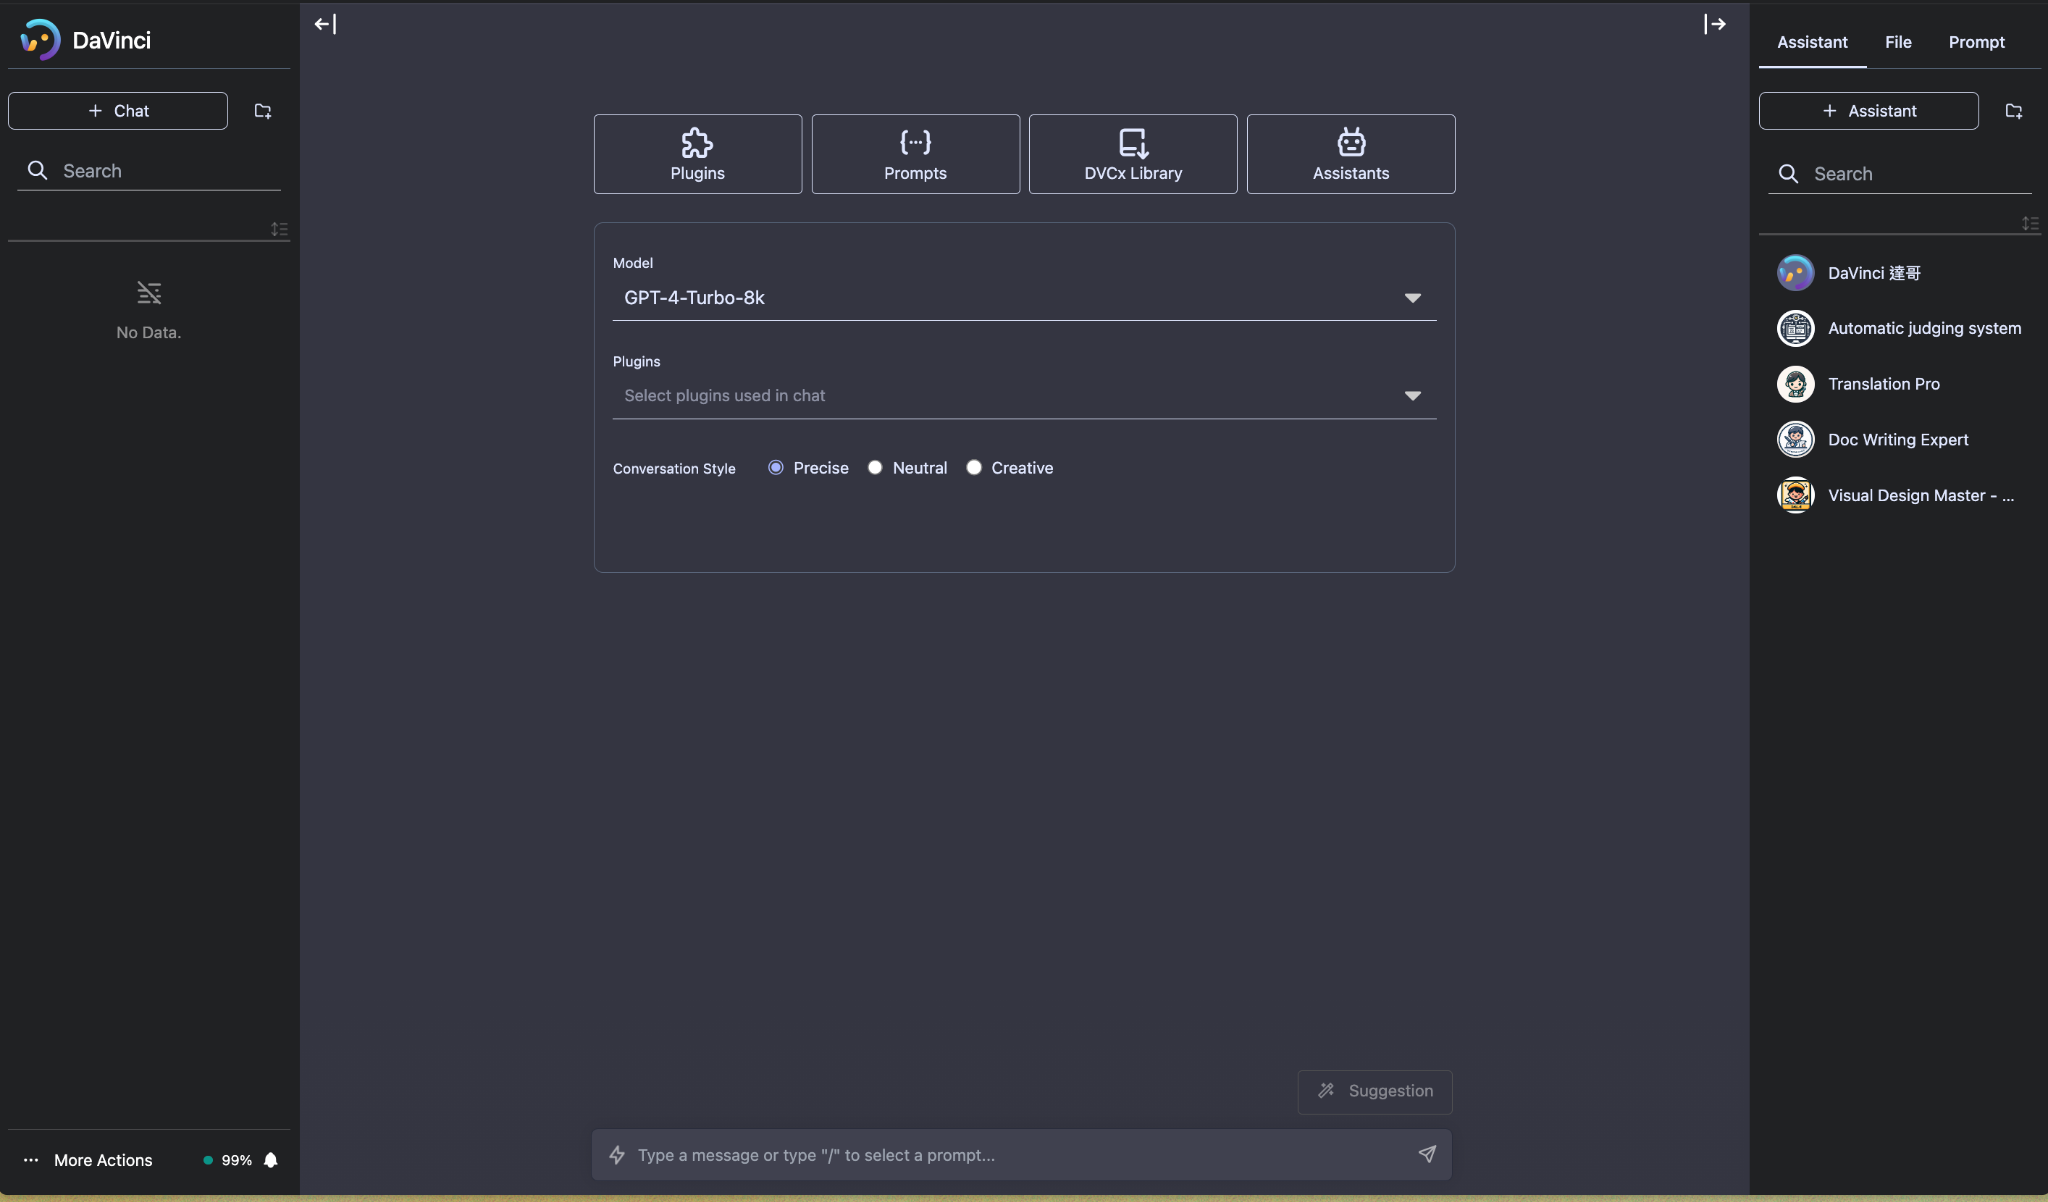 DaVinci
+ Chat
Search
No Data.
More Actions
99%
Plugins
Prompts
DVCx Library
Assistants
Model
GPT-4-Turbo-8k
Plugins
Select plugins used in chat
Conversation Style
Precise
Neutral
Creative
Suggestion
Type a message or type "/" to select a prompt...
Assistant
File
Prompt
+ Assistant
Search
DaVinci 達哥
Automatic judging system
Translation Pro
Doc Writing Expert
Visual Design Master - ...